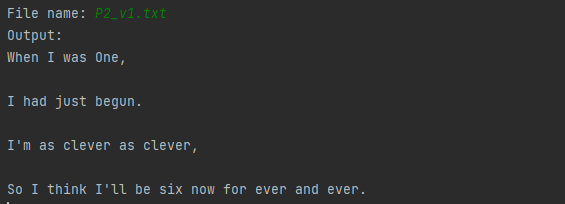 File name: P2_v1.txt
Output:
When I was One,
I had just begun.
I'm as clever as clever,
So I think I'll be six now for ever and ever.